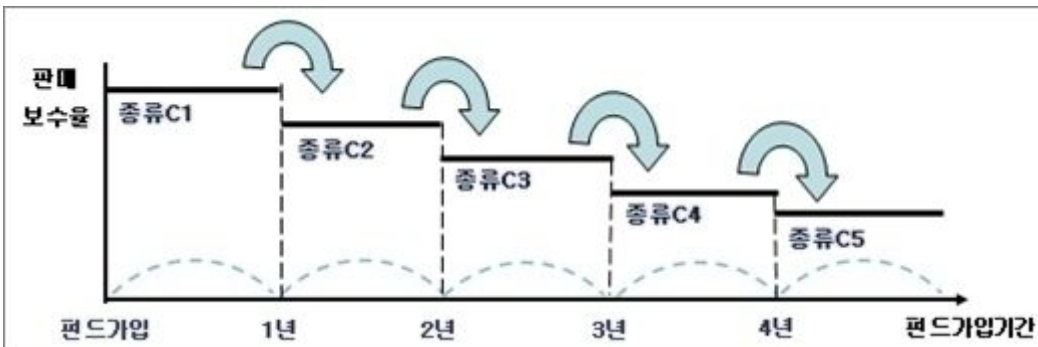 판매
보수율
종류C1
종류C2
종류C3
종류C4
종류C5
펀드가입
1년
2년
3년
4년
펀드가입기간